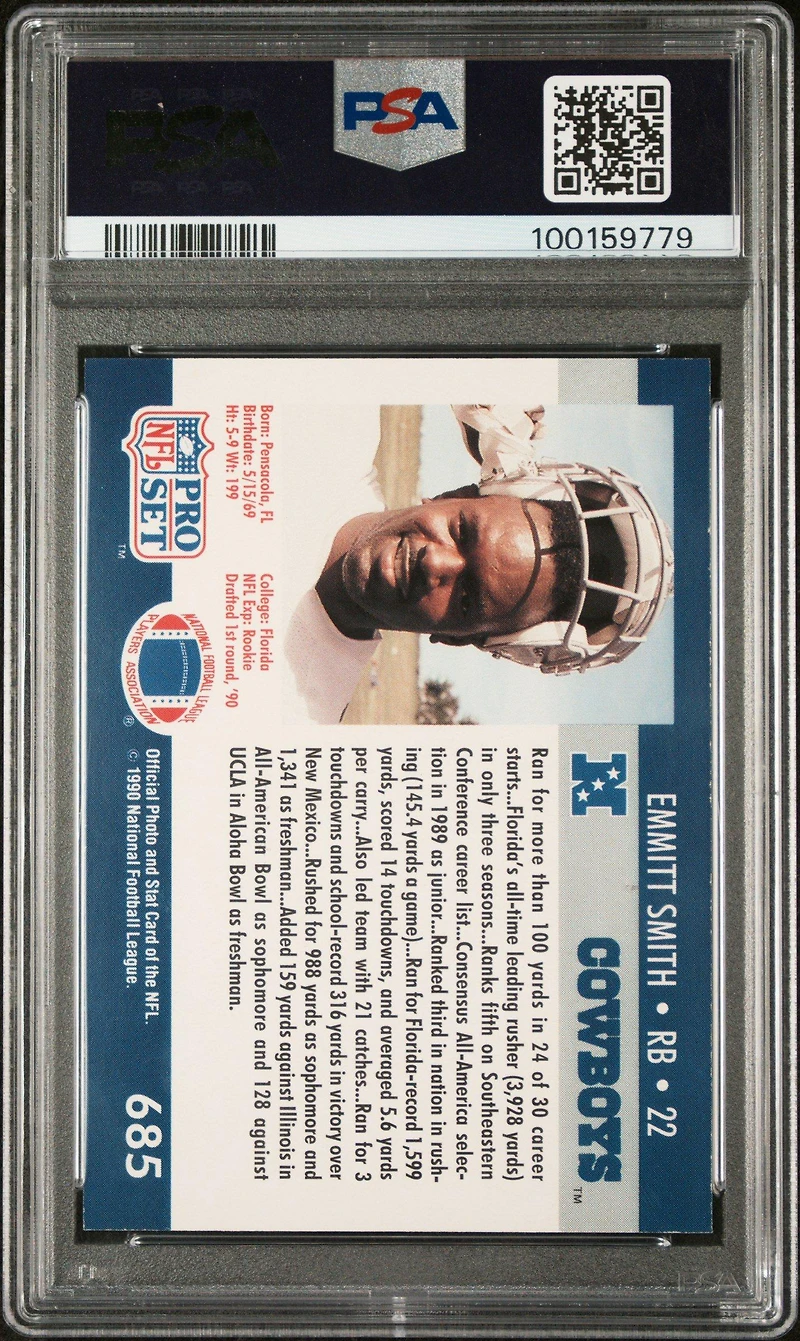 PSA
PSA
100159779
EMMITT SMITH • RB • 22
COWBOYS ™
Ran for more than 100 yards in 24 of 30 career
starts...Florida's all-time leading rusher (3,928 yards)
in only three seasons...Ranks fifth on Southeastern
Conference career list...Consensus All-America selec-
tion in 1989 as junior...Ranked third in nation in rush-
ing (145.4 yards a game)...Ran for Florida-record 1,599
yards, scored 14 touchdowns, and averaged 5.6 yards
per carry...Also led team with 21 catches...Ran for 3
touchdowns and school-record 316 yards in victory over
New Mexico...Rushed for 988 yards as sophomore and
1,341 as freshman...Added 159 yards against Illinois in
All-American Bowl as sophomore and 128 against
UCLA in Aloha Bowl as freshman.
Born: Pensacola, FL
Birthdate: 5/15/69
Ht: 5-9 Wt: 199
College: Florida
NFL Exp: Rookie
Drafted 1st round, '90
PRO
SET
NFL
™
NATIONAL FOOTBALL LEAGUE
PLAYERS ASSOCIATION
®
Official Photo and Stat Card of the NFL.
© 1990 National Football League.
685
PSA